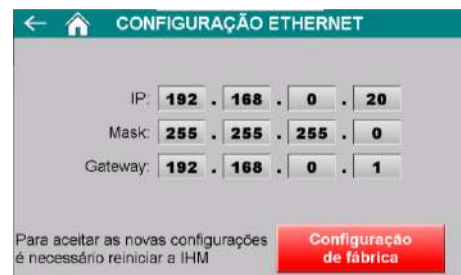 CONFIGURAÇÃO ETHERNET
IP: 192 . 168 . 0 . 20
Mask: 255 . 255 . 255 . 0
Gateway: 192 . 168 . 0 . 1
Para aceitar as novas configurações
é necessário reiniciar a IHM
Configuração
de fábrica